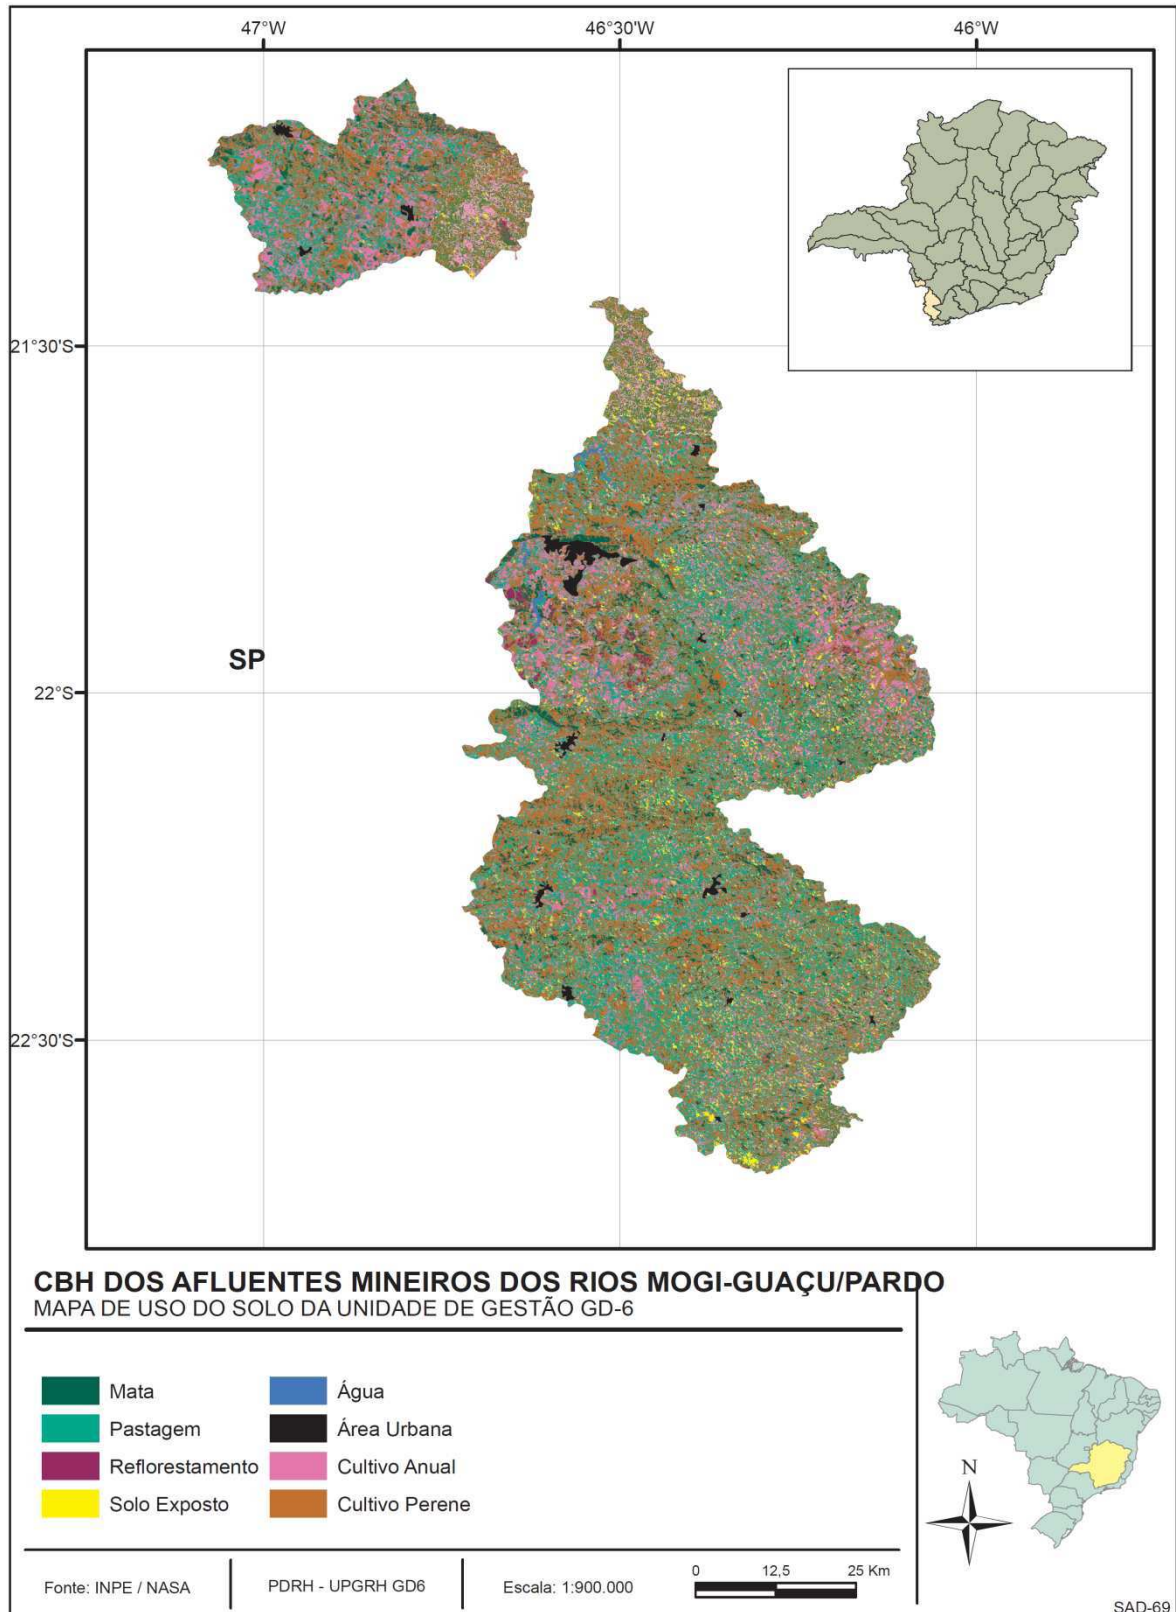 47°W 46°30'W 46°W
21°30'S
SP
22°S
22°30'S
CBH DOS AFLUENTES MINEIROS DOS RIOS MOGI-GUAÇU/PARDO
MAPA DE USO DO SOLO DA UNIDADE DE GESTÃO GD-6
Mata
Pastagem
Reflorestamento
Solo Exposto
Água
Área Urbana
Cultivo Anual
Cultivo Perene
N
Fonte: INPE / NASA
PDRH - UPGRH GD6
Escala: 1:900.000
0 12,5 25 Km
SAD-69